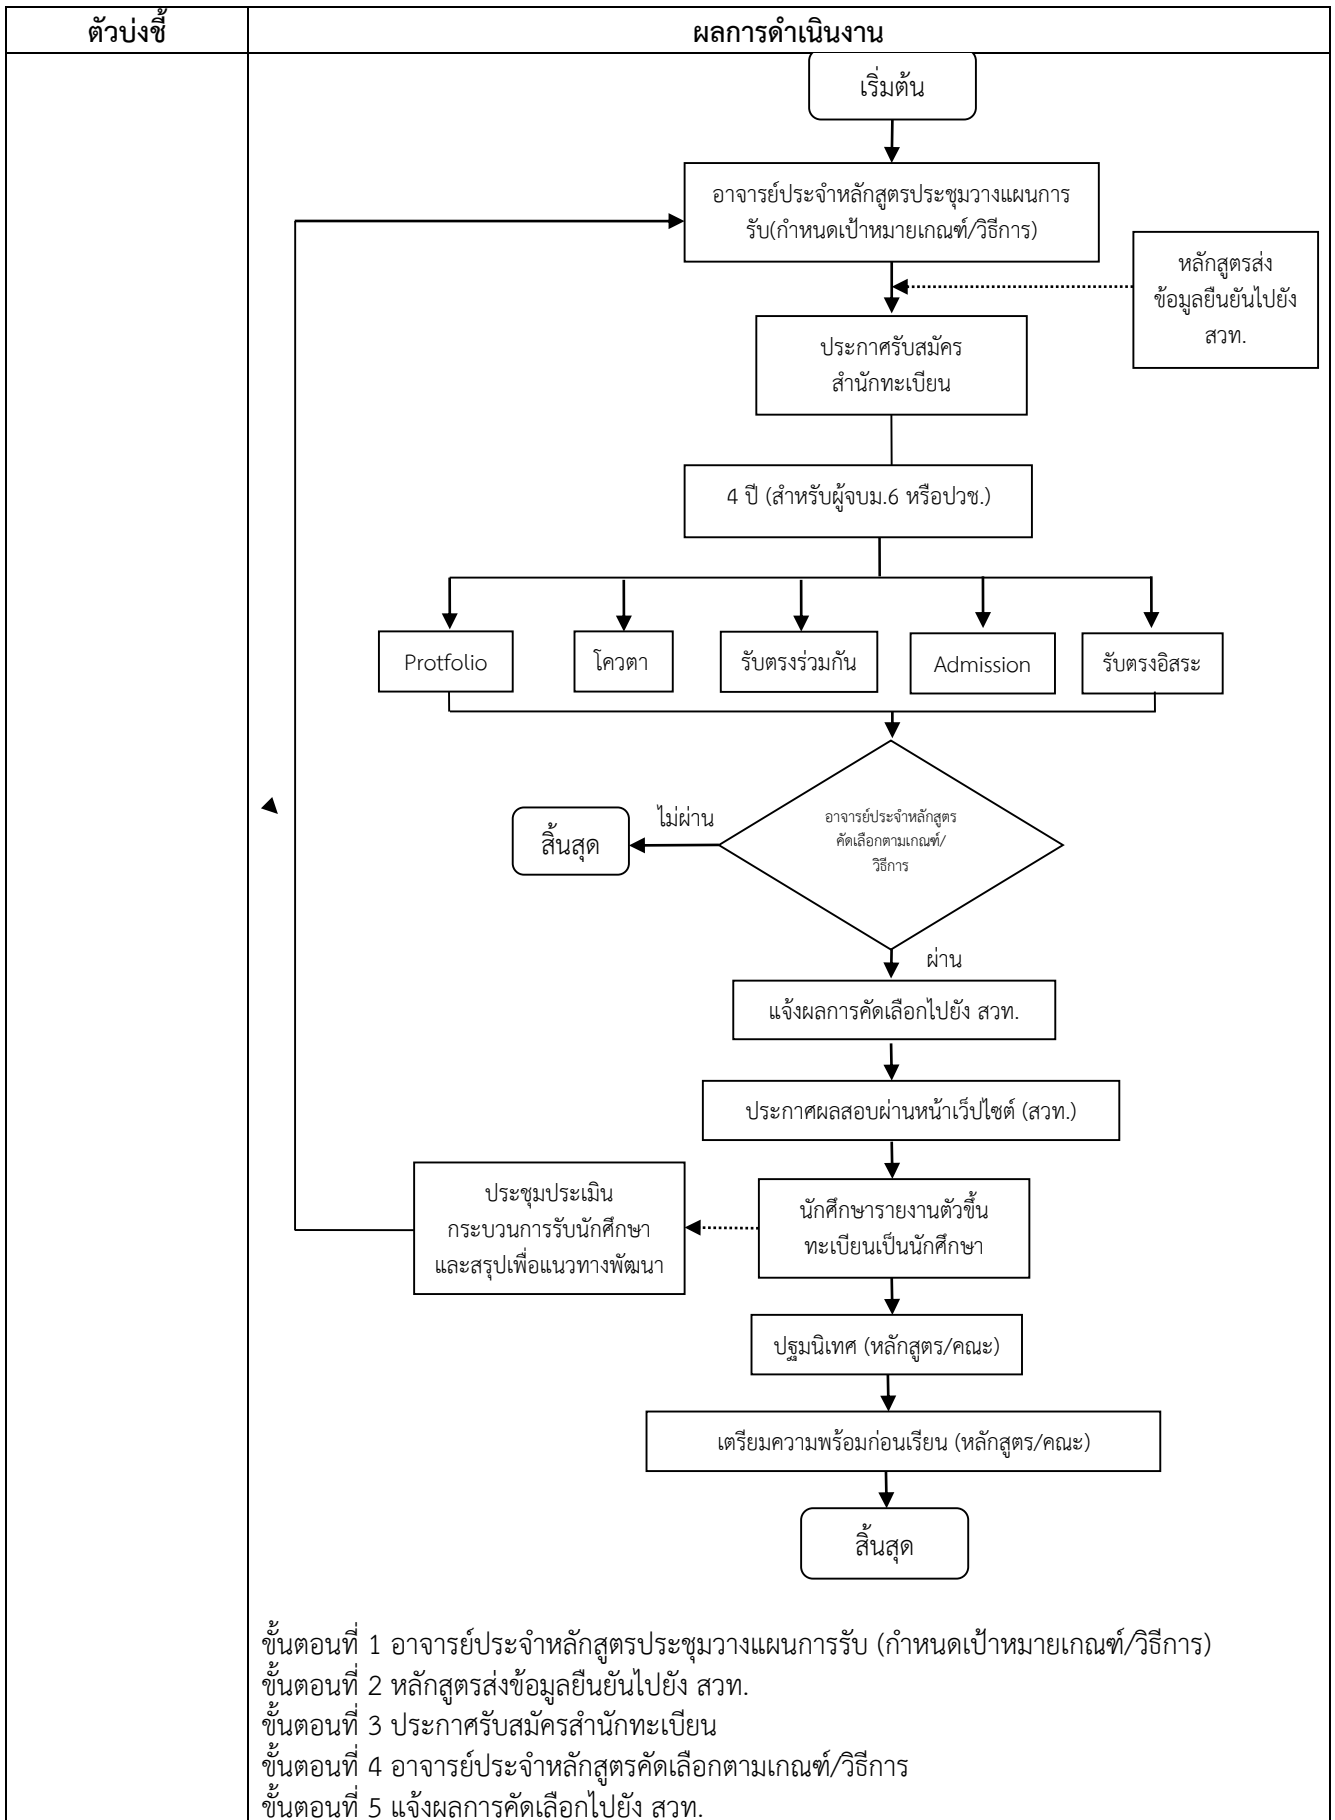 ตัวบ่งชี้
ผลการดำเนินงาน
เริ่มต้น
อาจารย์ประจำหลักสูตรประชุมวางแผนการ
รับ(กำหนดเป้าหมายเกณฑ์/วิธีการ)
หลักสูตรส่ง
ข้อมูลยืนยันไปยัง
สวท.
ประกาศรับสมัคร
สำนักทะเบียน
4 ปี (สำหรับผู้จบม.6 หรือปวช.)
Protfolio
โควตา
รับตรงร่วมกัน
Admission
รับตรงอิสระ
อาจารย์ประจำหลักสูตร
คัดเลือกตามเกณฑ์/
วิธีการ
ไม่ผ่าน
สิ้นสุด
ผ่าน
แจ้งผลการคัดเลือกไปยัง สวท.
ประกาศผลสอบผ่านหน้าเว็ปไซต์ (สวท.)
นักศึกษารายงานตัวขึ้น
ทะเบียนเป็นนักศึกษา
ประชุมประเมิน
กระบวนการรับนักศึกษา
และสรุปเพื่อแนวทางพัฒนา
ปฐมนิเทศ (หลักสูตร/คณะ)
เตรียมความพร้อมก่อนเรียน (หลักสูตร/คณะ)
สิ้นสุด
ขั้นตอนที่ 1 อาจารย์ประจำหลักสูตรประชุมวางแผนการรับ (กำหนดเป้าหมายเกณฑ์/วิธีการ)
ขั้นตอนที่ 2 หลักสูตรส่งข้อมูลยืนยันไปยัง สวท.
ขั้นตอนที่ 3 ประกาศรับสมัครสำนักทะเบียน
ขั้นตอนที่ 4 อาจารย์ประจำหลักสูตรคัดเลือกตามเกณฑ์/วิธีการ
ขั้นตอนที่ 5 แจ้งผลการคัดเลือกไปยัง สวท.